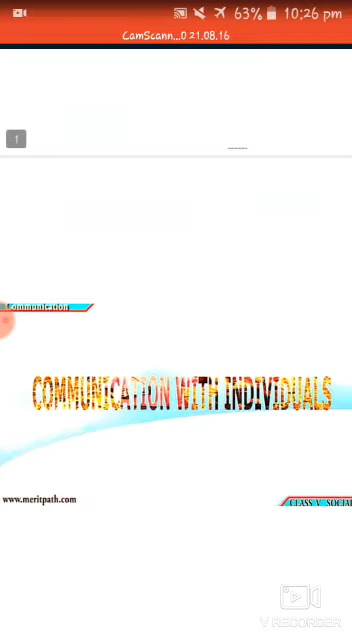 63% 10:26 pm
CamScann...0 21.08.16
1
Communication
COMMUNICATION WITH INDIVIDUALS
www.meritpath.com
CLASS V SOCIAL
V RECORDER